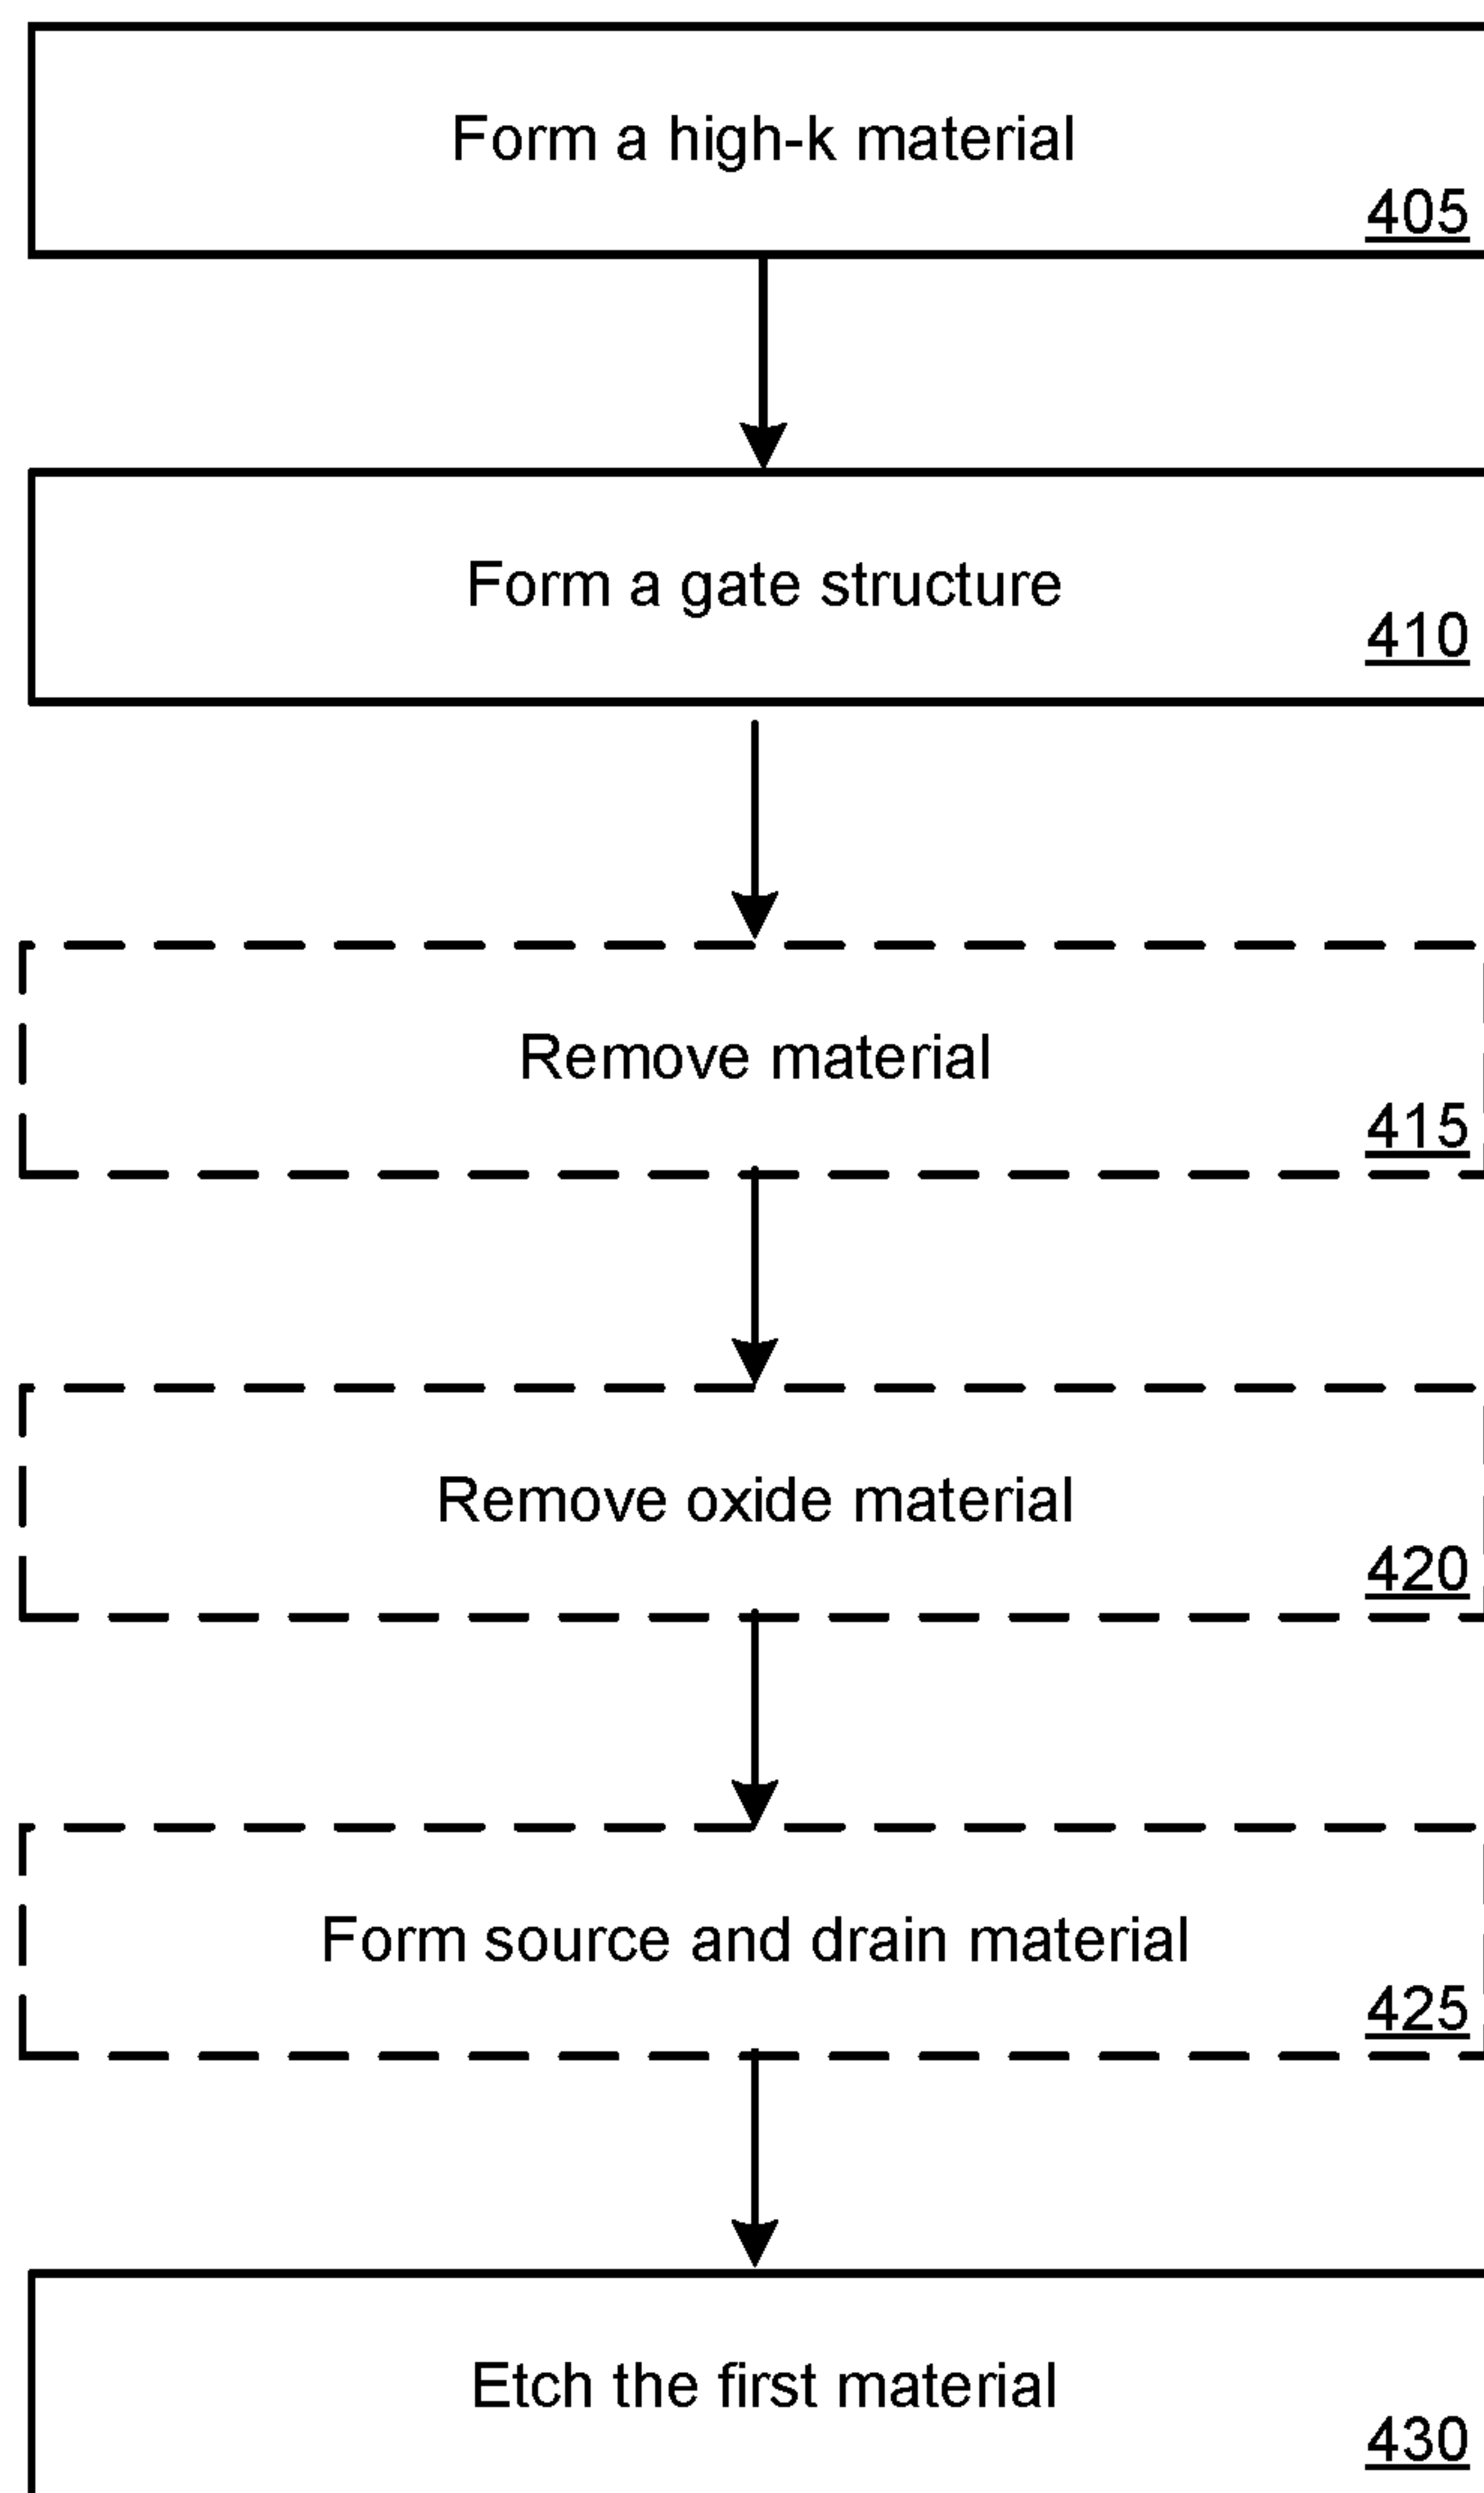 Form a high-k material
405
Form a gate structure
410
Remove material
415
Remove oxide material
420
Form source and drain material
425
Etch the first material
430